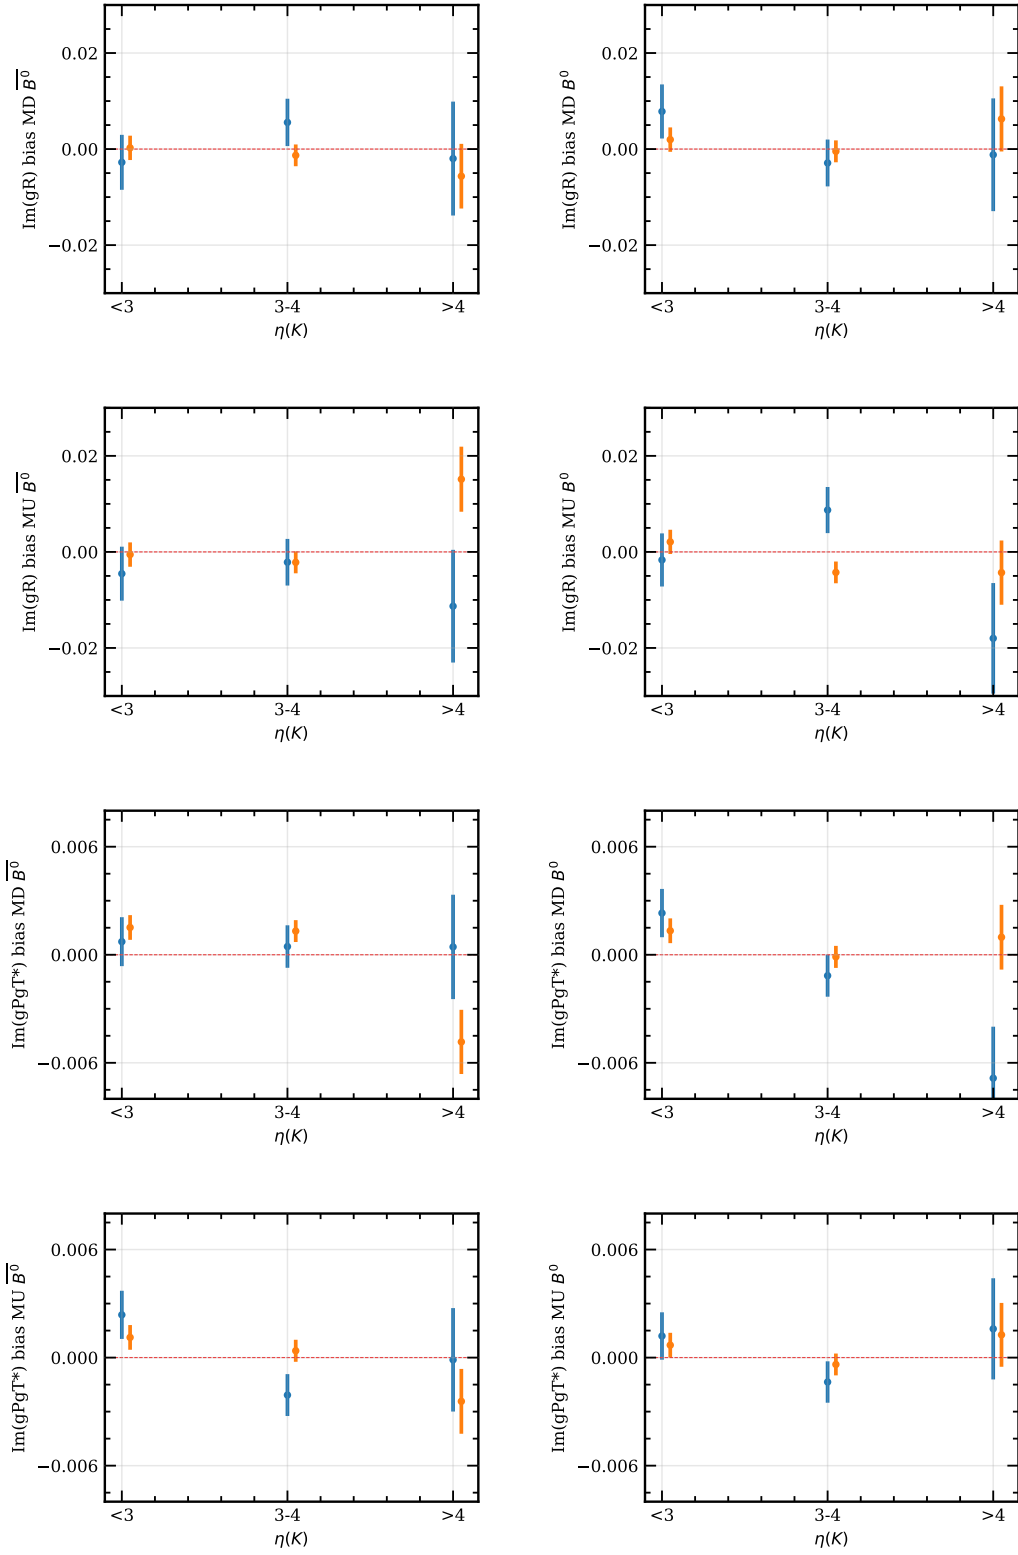 Im(gR) bias MD B̅⁰
0.02
0.00
−0.02
<3 3-4 >4
η(K)
Im(gR) bias MD B⁰
0.02
0.00
−0.02
<3 3-4 >4
η(K)
Im(gR) bias MU B̅⁰
0.02
0.00
−0.02
<3 3-4 >4
η(K)
Im(gR) bias MU B⁰
0.02
0.00
−0.02
<3 3-4 >4
η(K)
Im(gPgT*) bias MD B̅⁰
0.006
0.000
−0.006
<3 3-4 >4
η(K)
Im(gPgT*) bias MD B⁰
0.006
0.000
−0.006
<3 3-4 >4
η(K)
Im(gPgT*) bias MU B̅⁰
0.006
0.000
−0.006
<3 3-4 >4
η(K)
Im(gPgT*) bias MU B⁰
0.006
0.000
−0.006
<3 3-4 >4
η(K)